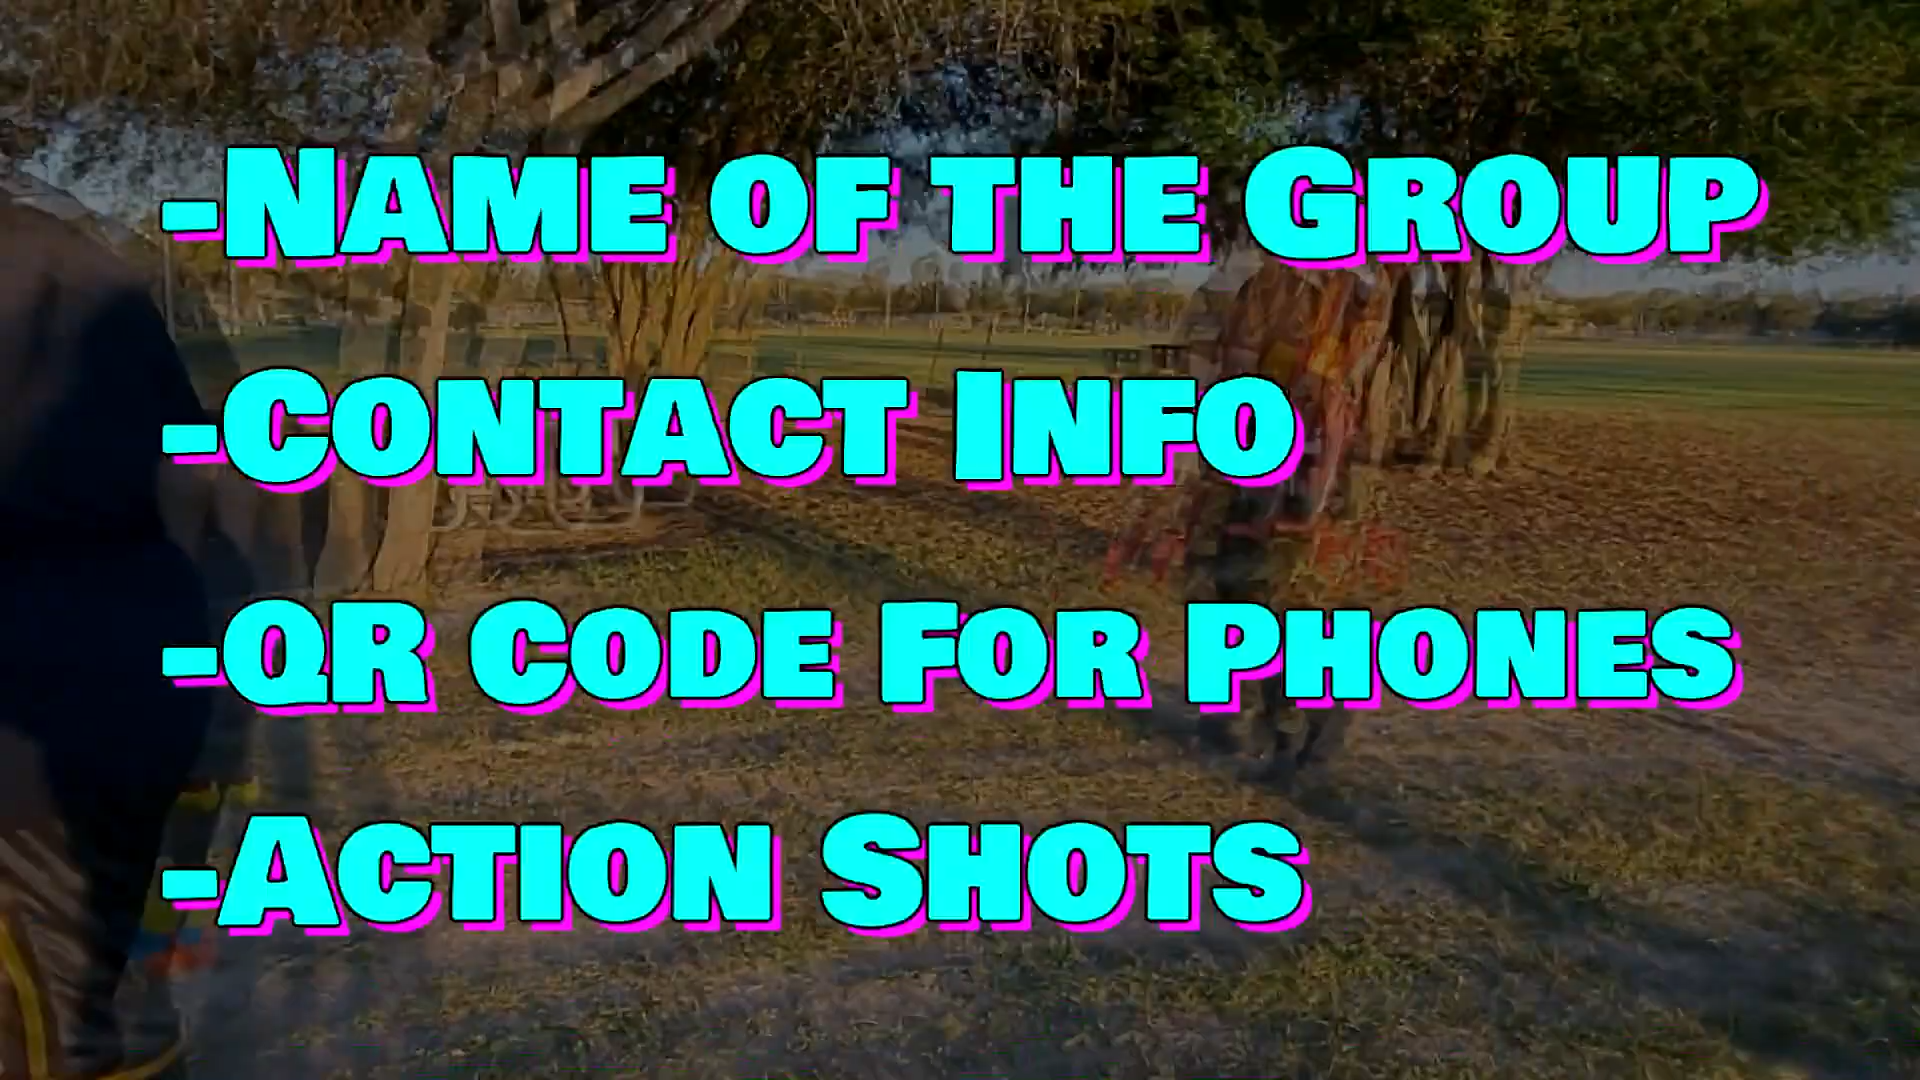 -Name of the Group
-Contact Info
-QR Code For Phones
-Action Shots